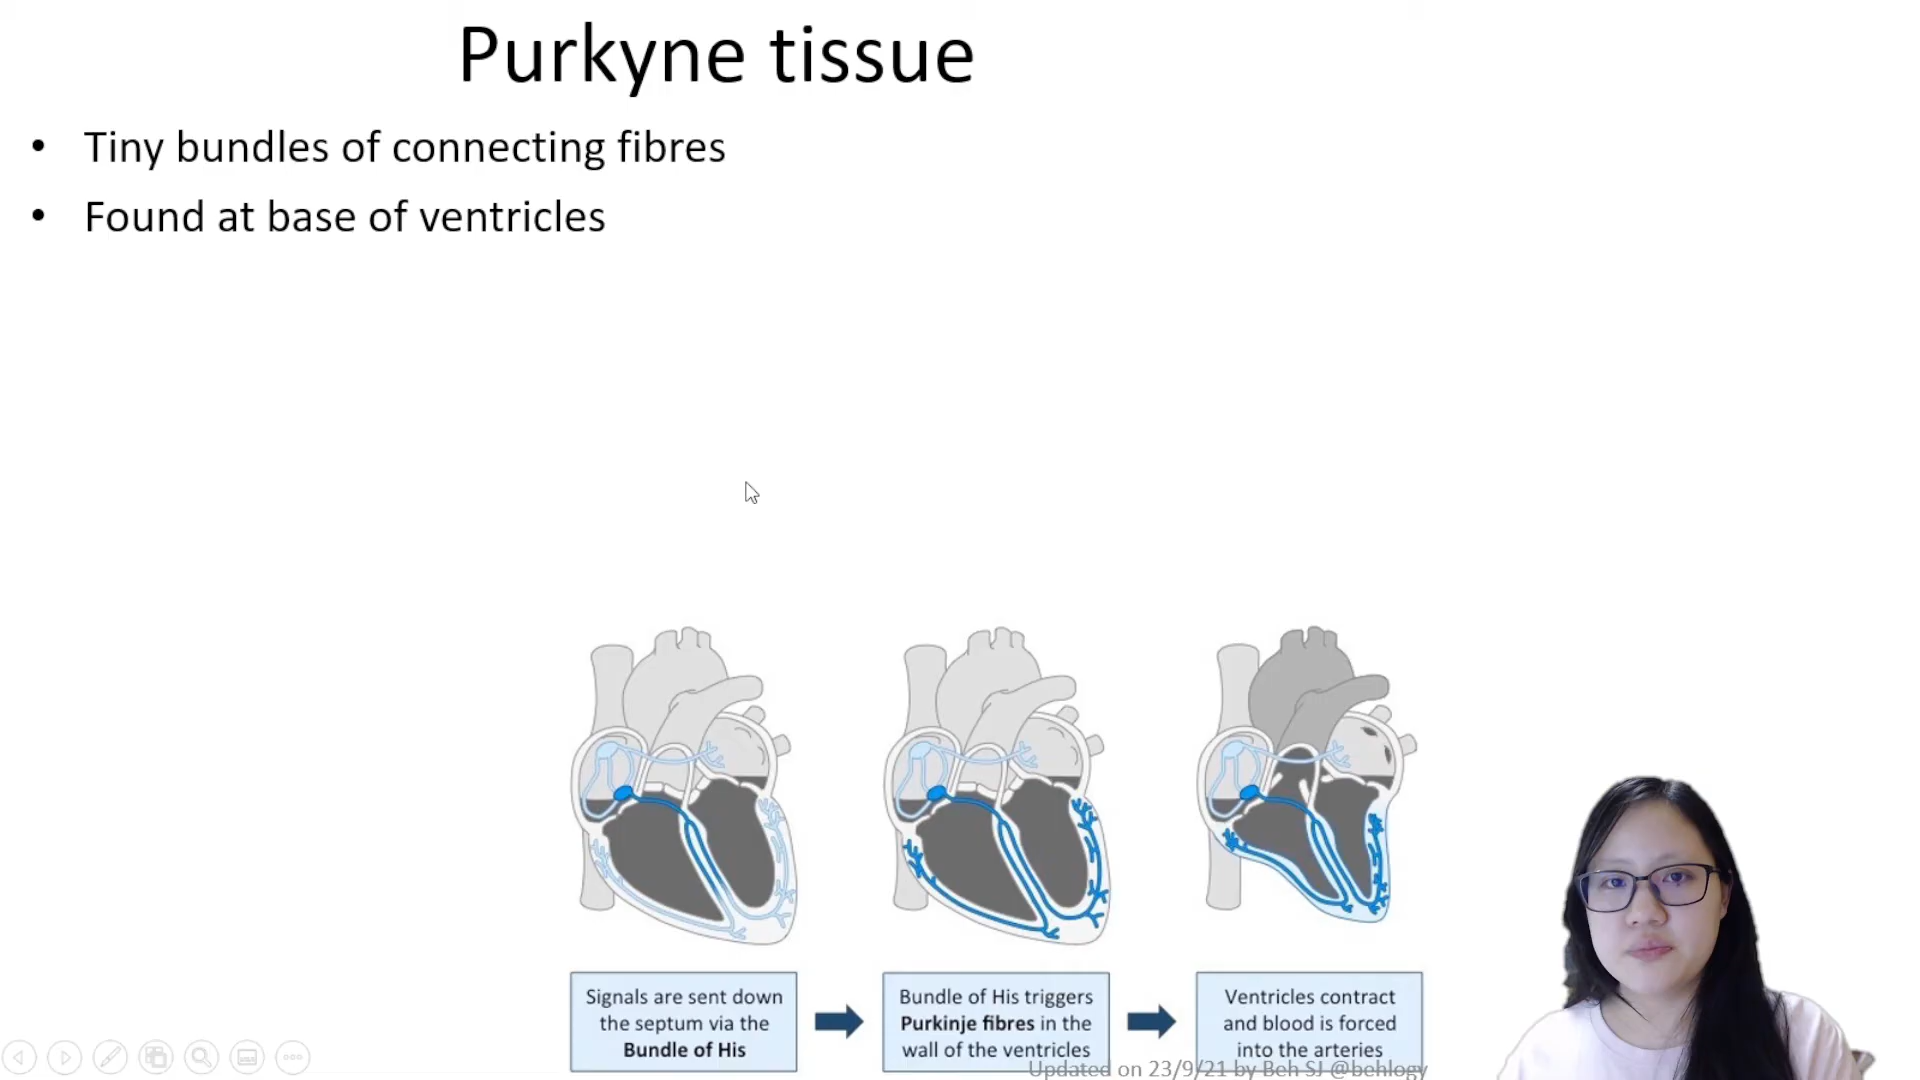 Purkyne tissue
• Tiny bundles of connecting fibres
• Found at base of ventricles
Signals are sent down
the septum via the
Bundle of His
Bundle of His triggers
Purkinje fibres in the
wall of the ventricles
Ventricles contract
and blood is forced
into the arteries
Updated on 23/9/21 by Beh SJ @behlogy